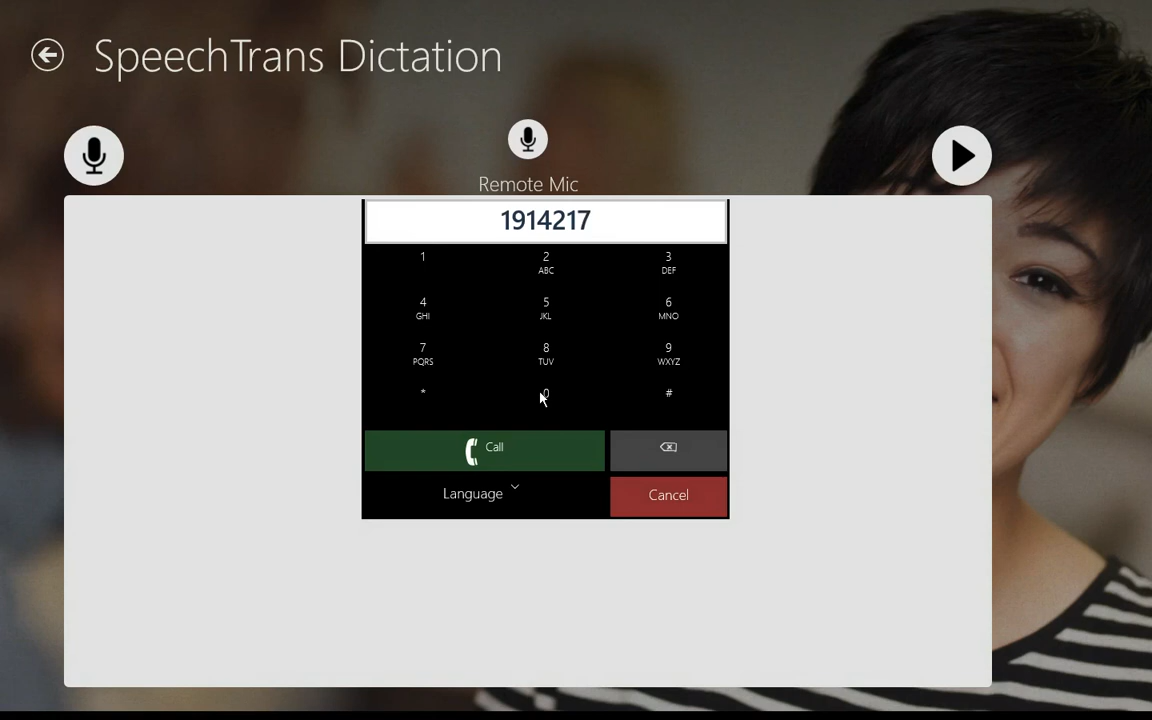 SpeechTrans Dictation
Remote Mic
1914217
1 2 3
ABC DEF
4 5 6
GHI JKL MNO
7 8 9
PQRS TUV WXYZ
* 0 #
Call
Language Cancel